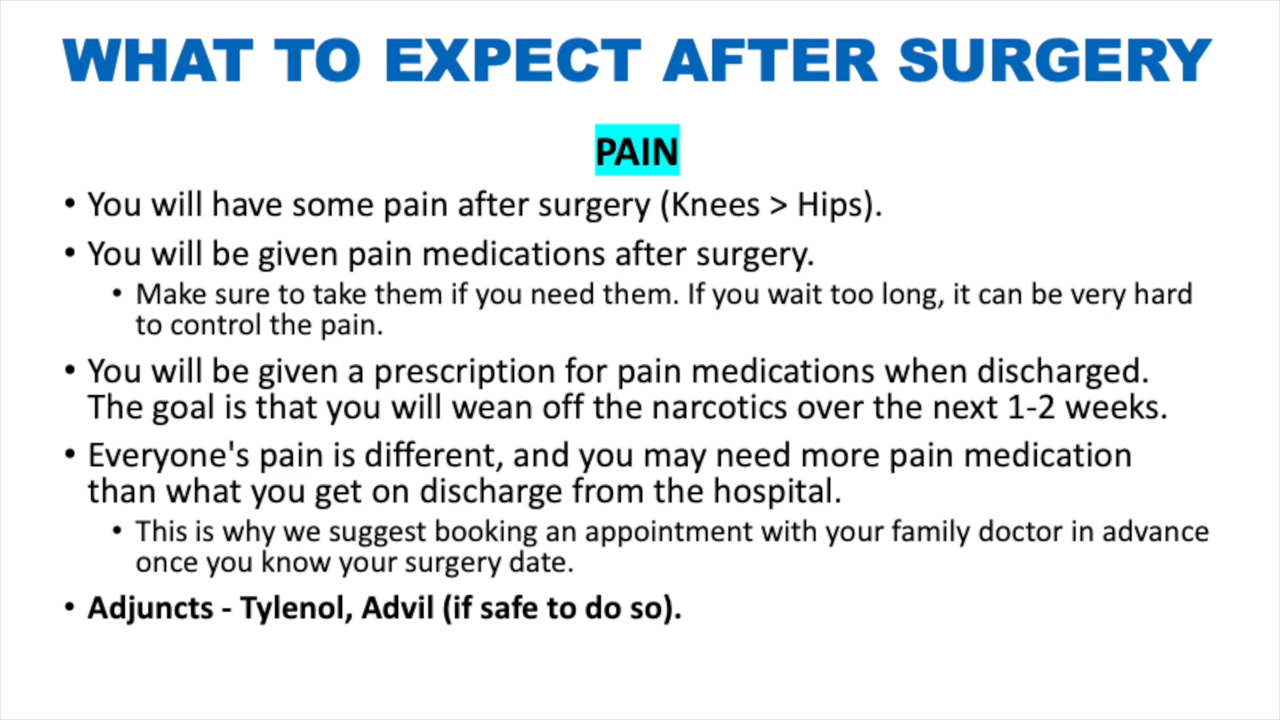 WHAT TO EXPECT AFTER SURGERY
PAIN
• You will have some pain after surgery (Knees > Hips).
• You will be given pain medications after surgery.
• Make sure to take them if you need them. If you wait too long, it can be very hard
to control the pain.
• You will be given a prescription for pain medications when discharged.
The goal is that you will wean off the narcotics over the next 1-2 weeks.
• Everyone's pain is different, and you may need more pain medication
than what you get on discharge from the hospital.
• This is why we suggest booking an appointment with your family doctor in advance
once you know your surgery date.
• Adjuncts - Tylenol, Advil (if safe to do so).